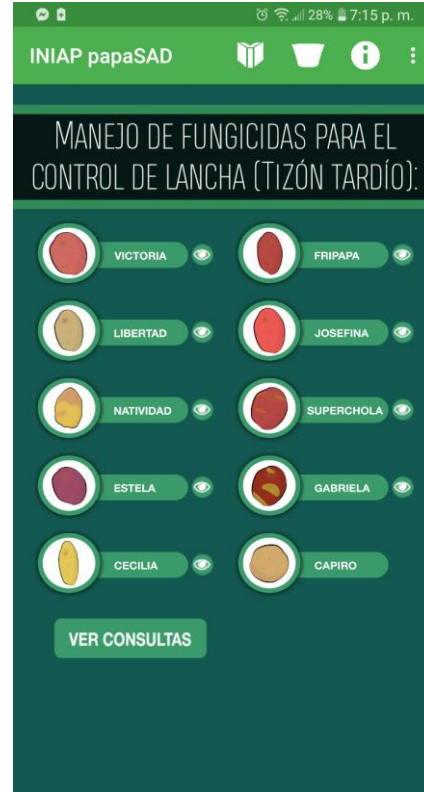 28% 7:15 p. m.
INIAP papaSAD
MANEJO DE FUNGICIDAS PARA EL
CONTROL DE LANCHA (TIZÓN TARDÍO):
VICTORIA
FRIPAPA
LIBERTAD
JOSEFINA
NATIVIDAD
SUPERCHOLA
ESTELA
GABRIELA
CECILIA
CAPIRO
VER CONSULTAS